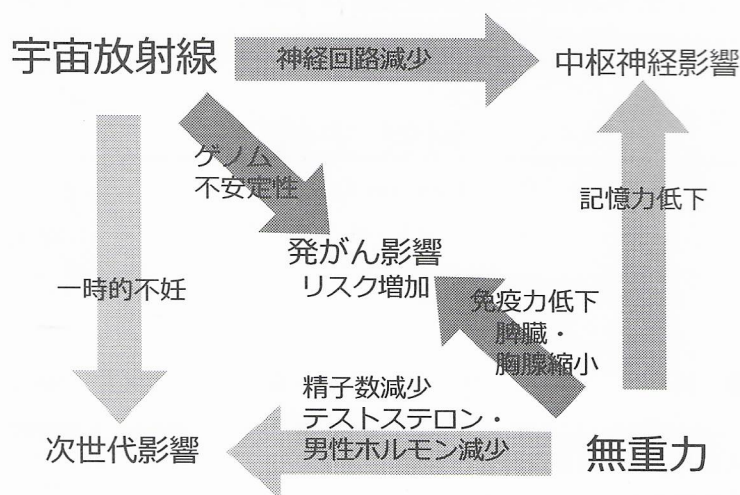 宇宙放射線
神経回路減少
中枢神経影響
ゲノム
不安定性
記憶力低下
発がん影響
リスク増加
一時的不妊
免疫力低下
脾臓・
胸腺縮小
精子数減少
テストステロン・
男性ホルモン減少
次世代影響
無重力